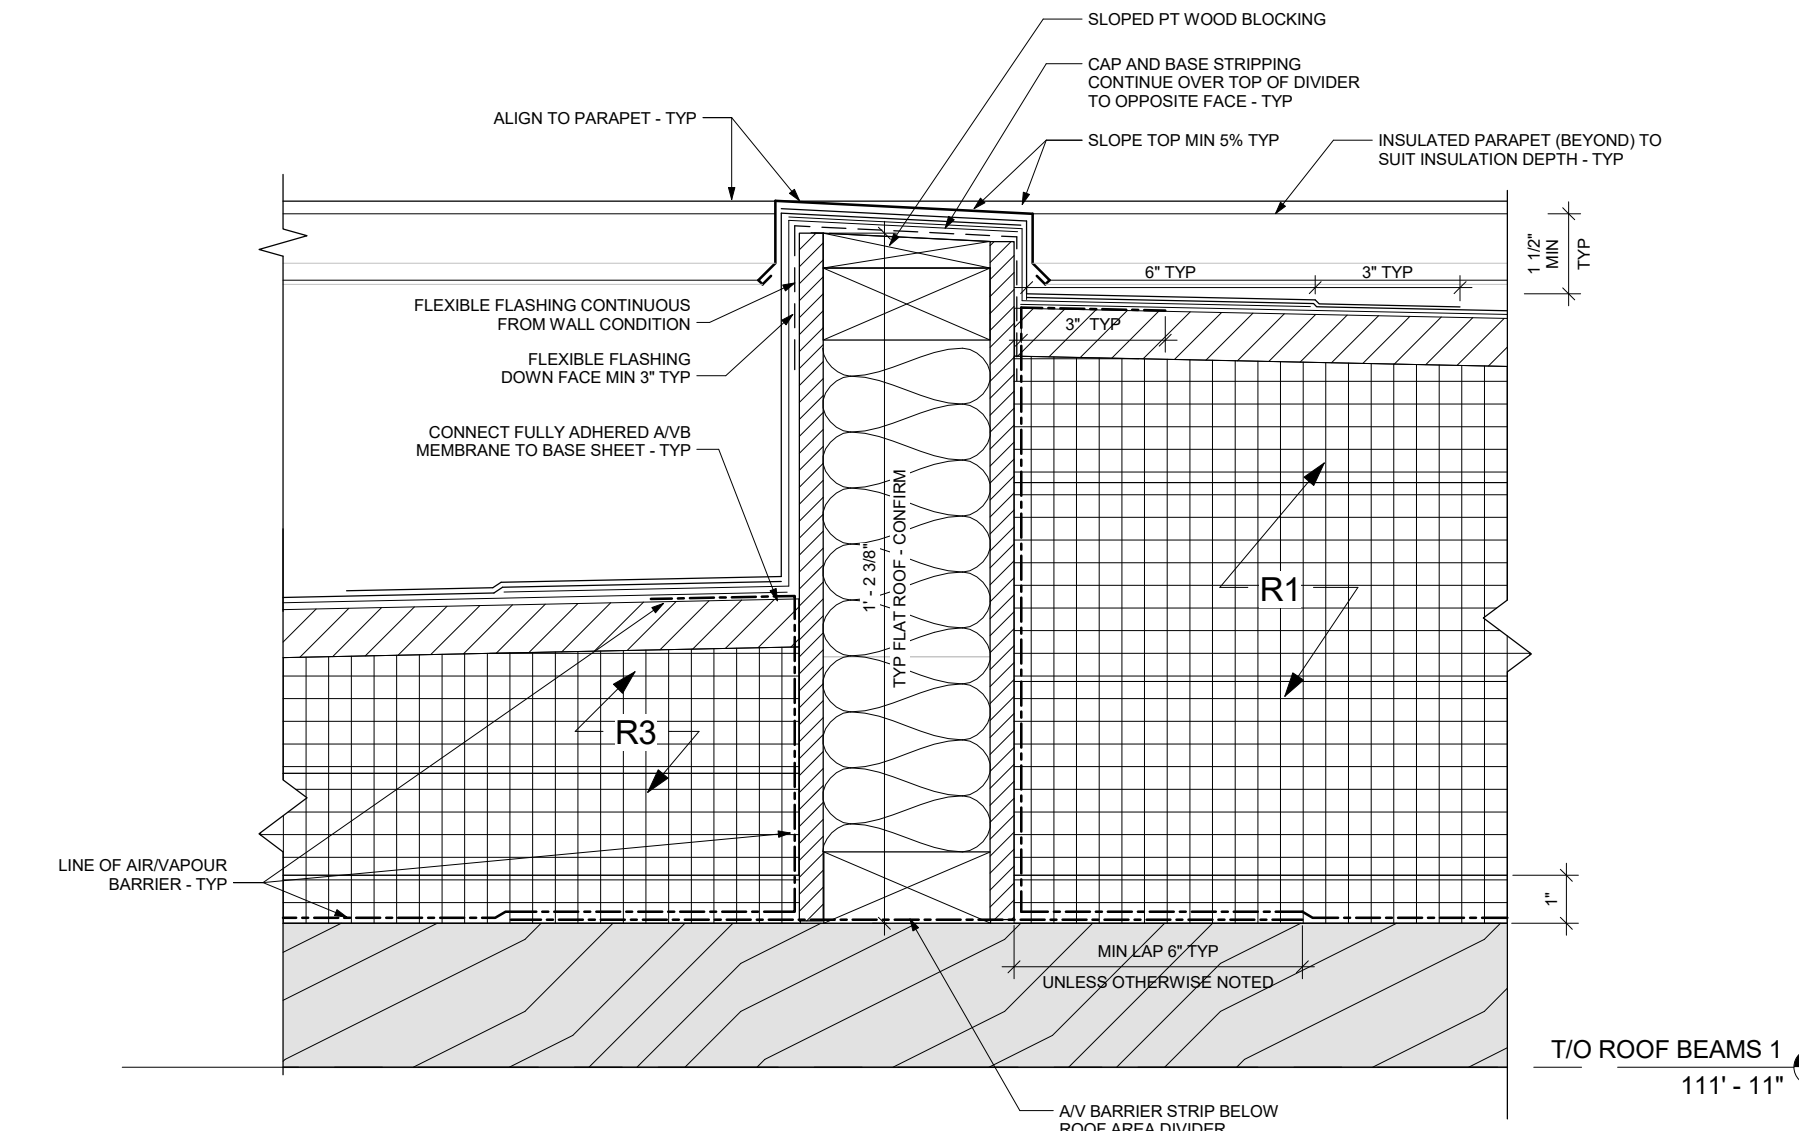 SLOPED PT WOOD BLOCKING
CAP AND BASE STRIPPING
CONTINUE OVER TOP OF DIVIDER
TO OPPOSITE FACE - TYP
ALIGN TO PARAPET - TYP
SLOPE TOP MIN 5% TYP
INSULATED PARAPET (BEYOND) TO
SUIT INSULATION DEPTH - TYP
1 1/2"
MIN
TYP
6" TYP
3" TYP
3" TYP
FLEXIBLE FLASHING CONTINUOUS
FROM WALL CONDITION
FLEXIBLE FLASHING
DOWN FACE MIN 3" TYP
CONNECT FULLY ADHERED A/VB
MEMBRANE TO BASE SHEET - TYP
1' - 2 3/8"
TYP FLAT ROOF - CONFIRM
R1
R3
LINE OF AIR/VAPOUR
BARRIER - TYP
1"
MIN LAP 6" TYP
UNLESS OTHERWISE NOTED
T/O ROOF BEAMS 1
111' - 11"
A/V BARRIER STRIP BELOW
ROOF AREA DIVIDER